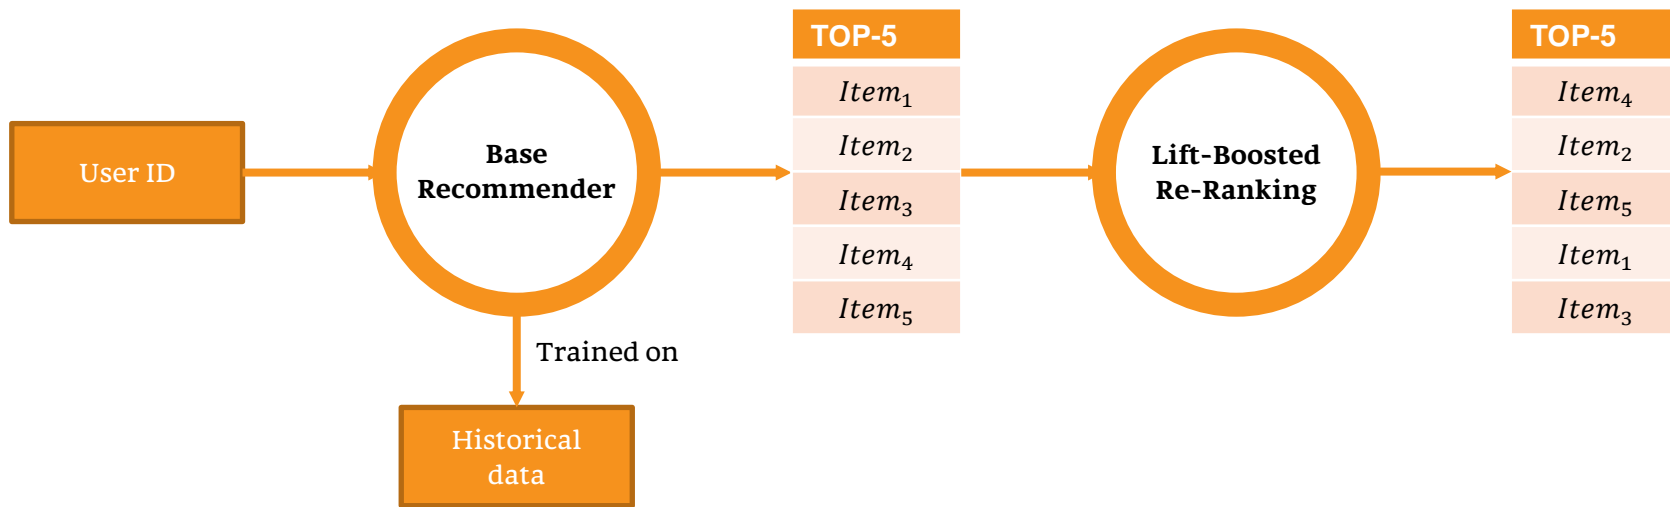 User ID
Base
Recommender
Trained on
Historical
data
TOP-5
Item₁
Item₂
Item₃
Item₄
Item₅
Lift-Boosted
Re-Ranking
TOP-5
Item₄
Item₂
Item₅
Item₁
Item₃